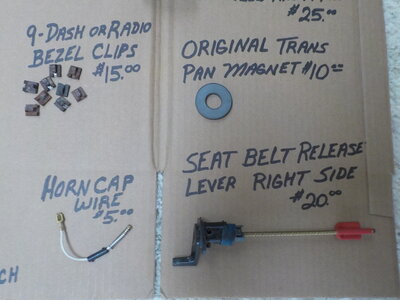 $25.00
9-DASH OR RADIO
BEZEL CLIPS
$15.00
ORIGINAL TRANS
PAN MAGNET $10.00
HORN CAP
WIRE
$5.00
SEAT BELT RELEASE
LEVER RIGHT SIDE
$20.00